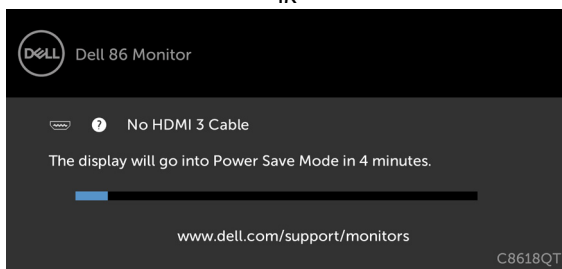 DELL Dell 86 Monitor
? No HDMI 3 Cable
The display will go into Power Save Mode in 4 minutes.
www.dell.com/support/monitors
C8618QT